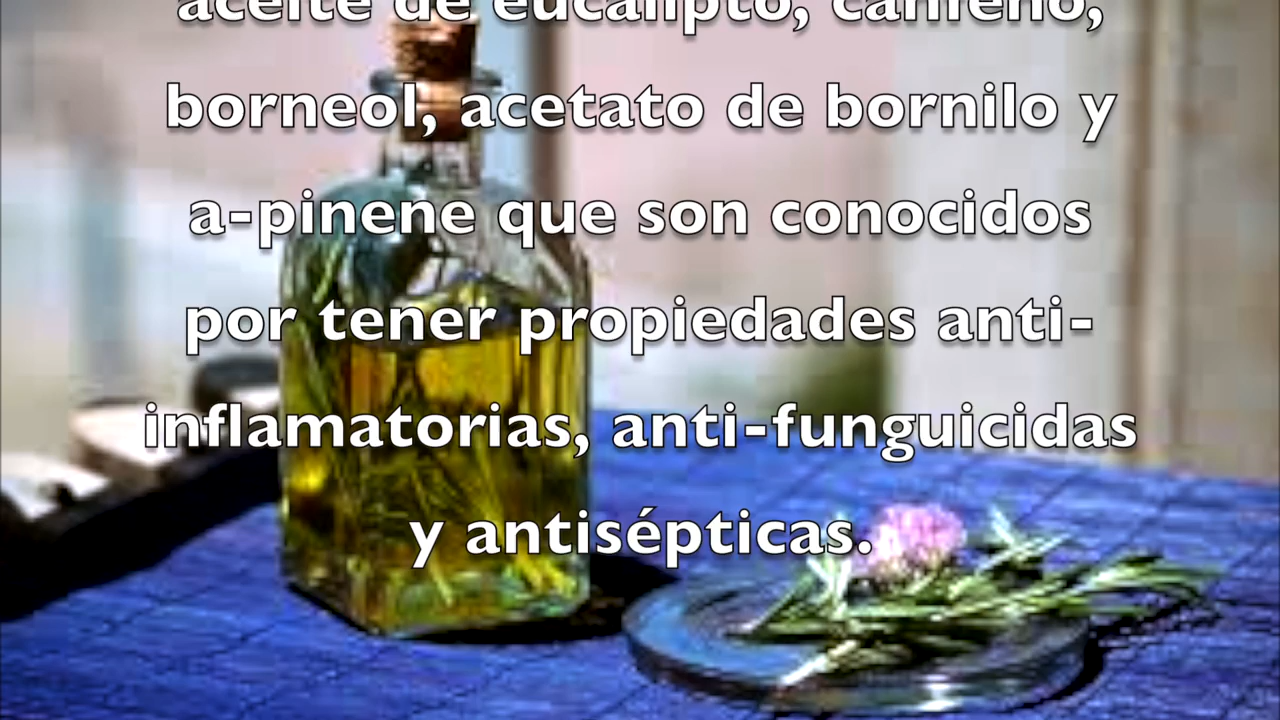 aceite de eucalipto, canfeno,
borneol, acetato de bornilo y
a-pinene que son conocidos
por tener propiedades anti-
inflamatorias, anti-funguicidas
y antisépticas.